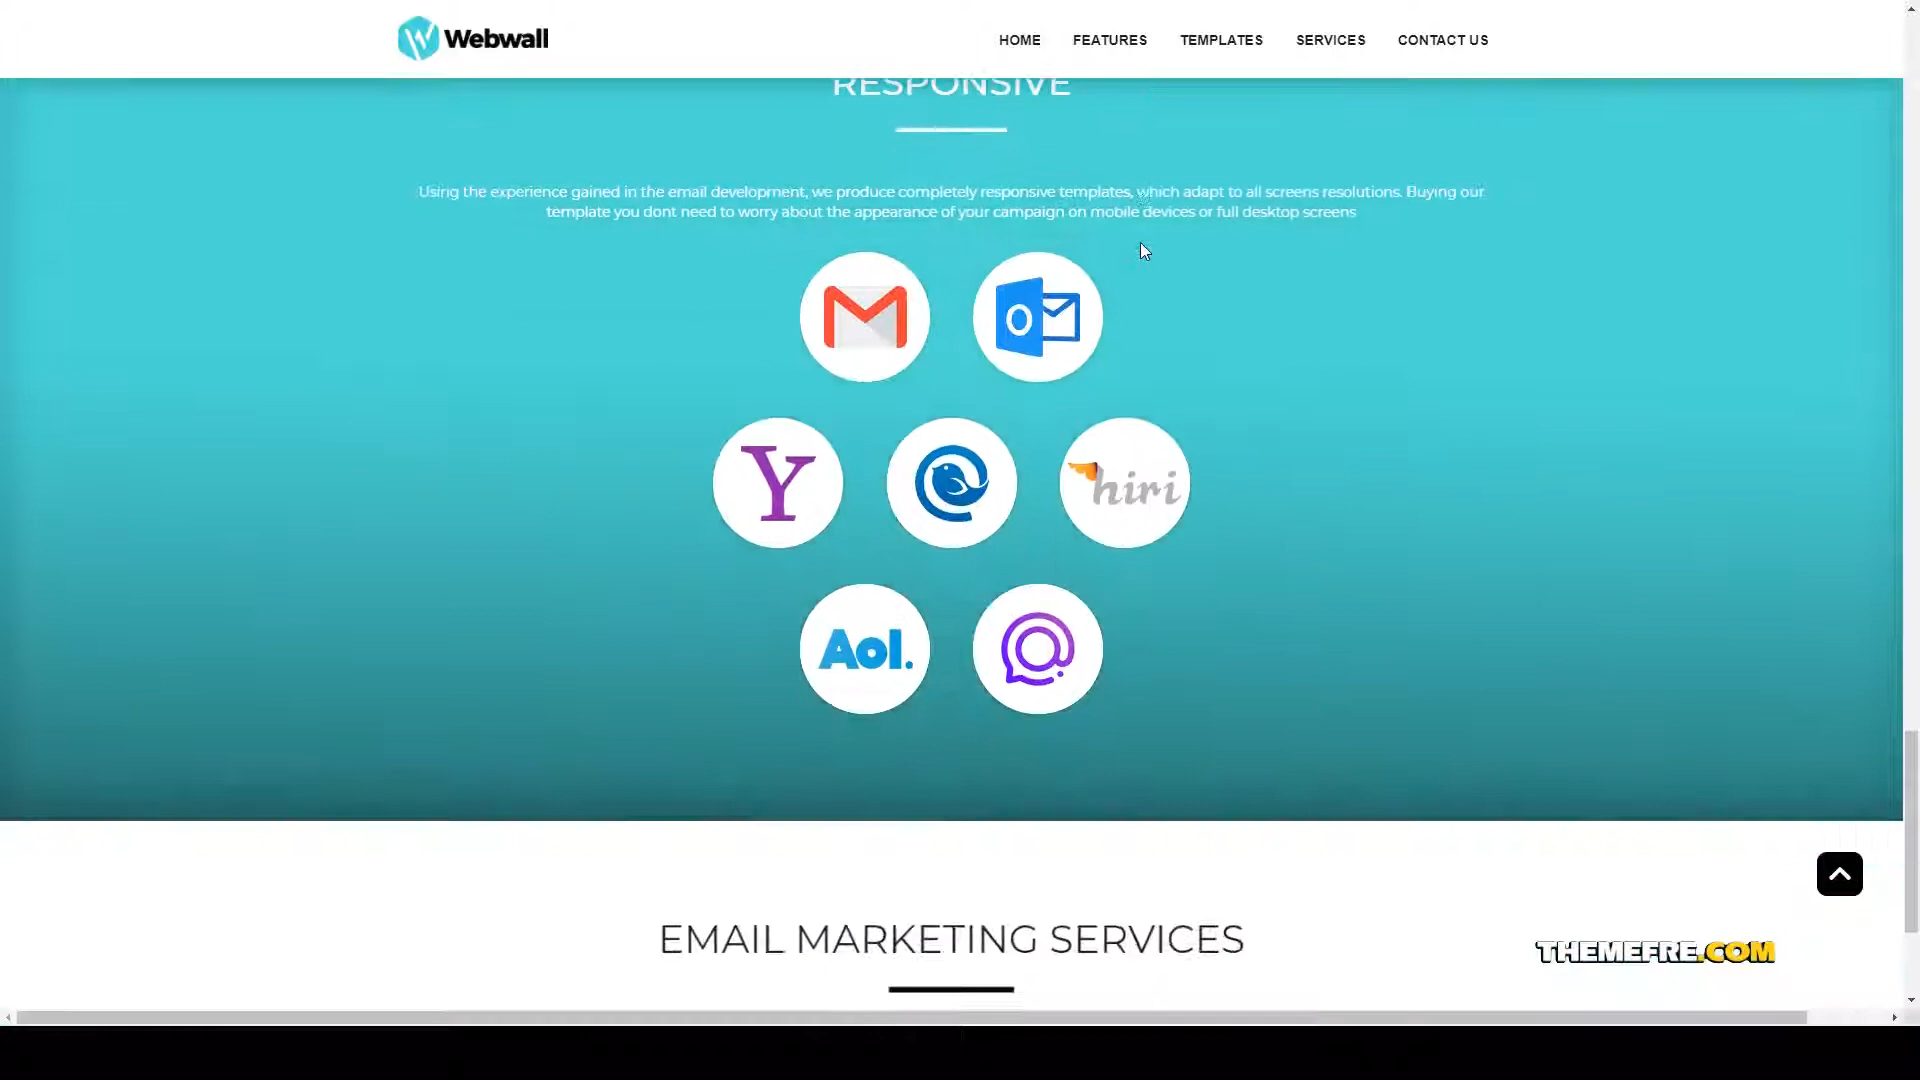 Webwall
HOME FEATURES TEMPLATES SERVICES CONTACT US
RESPONSIVE
Using the experience gained in the email development, we produce completely responsive templates, which adapt to all screens resolutions. Buying our
template you dont need to worry about the appearance of your campaign on mobile devices or full desktop screens
Y
hiri
Aol.
EMAIL MARKETING SERVICES
THEMEFRE.COM